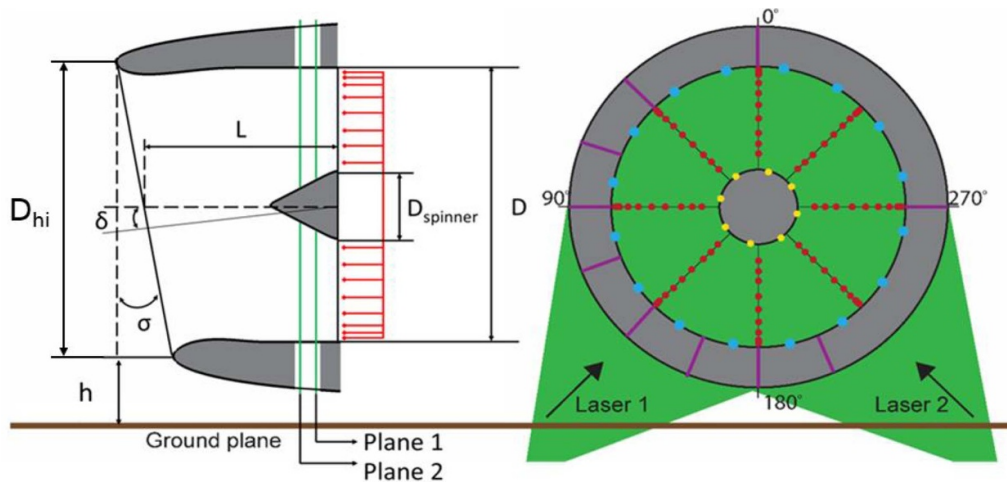 D_hi
δ
σ
h
L
D_spinner
D
Ground plane
Plane 1
Plane 2
0°
90°
270°
180°
Laser 1
Laser 2